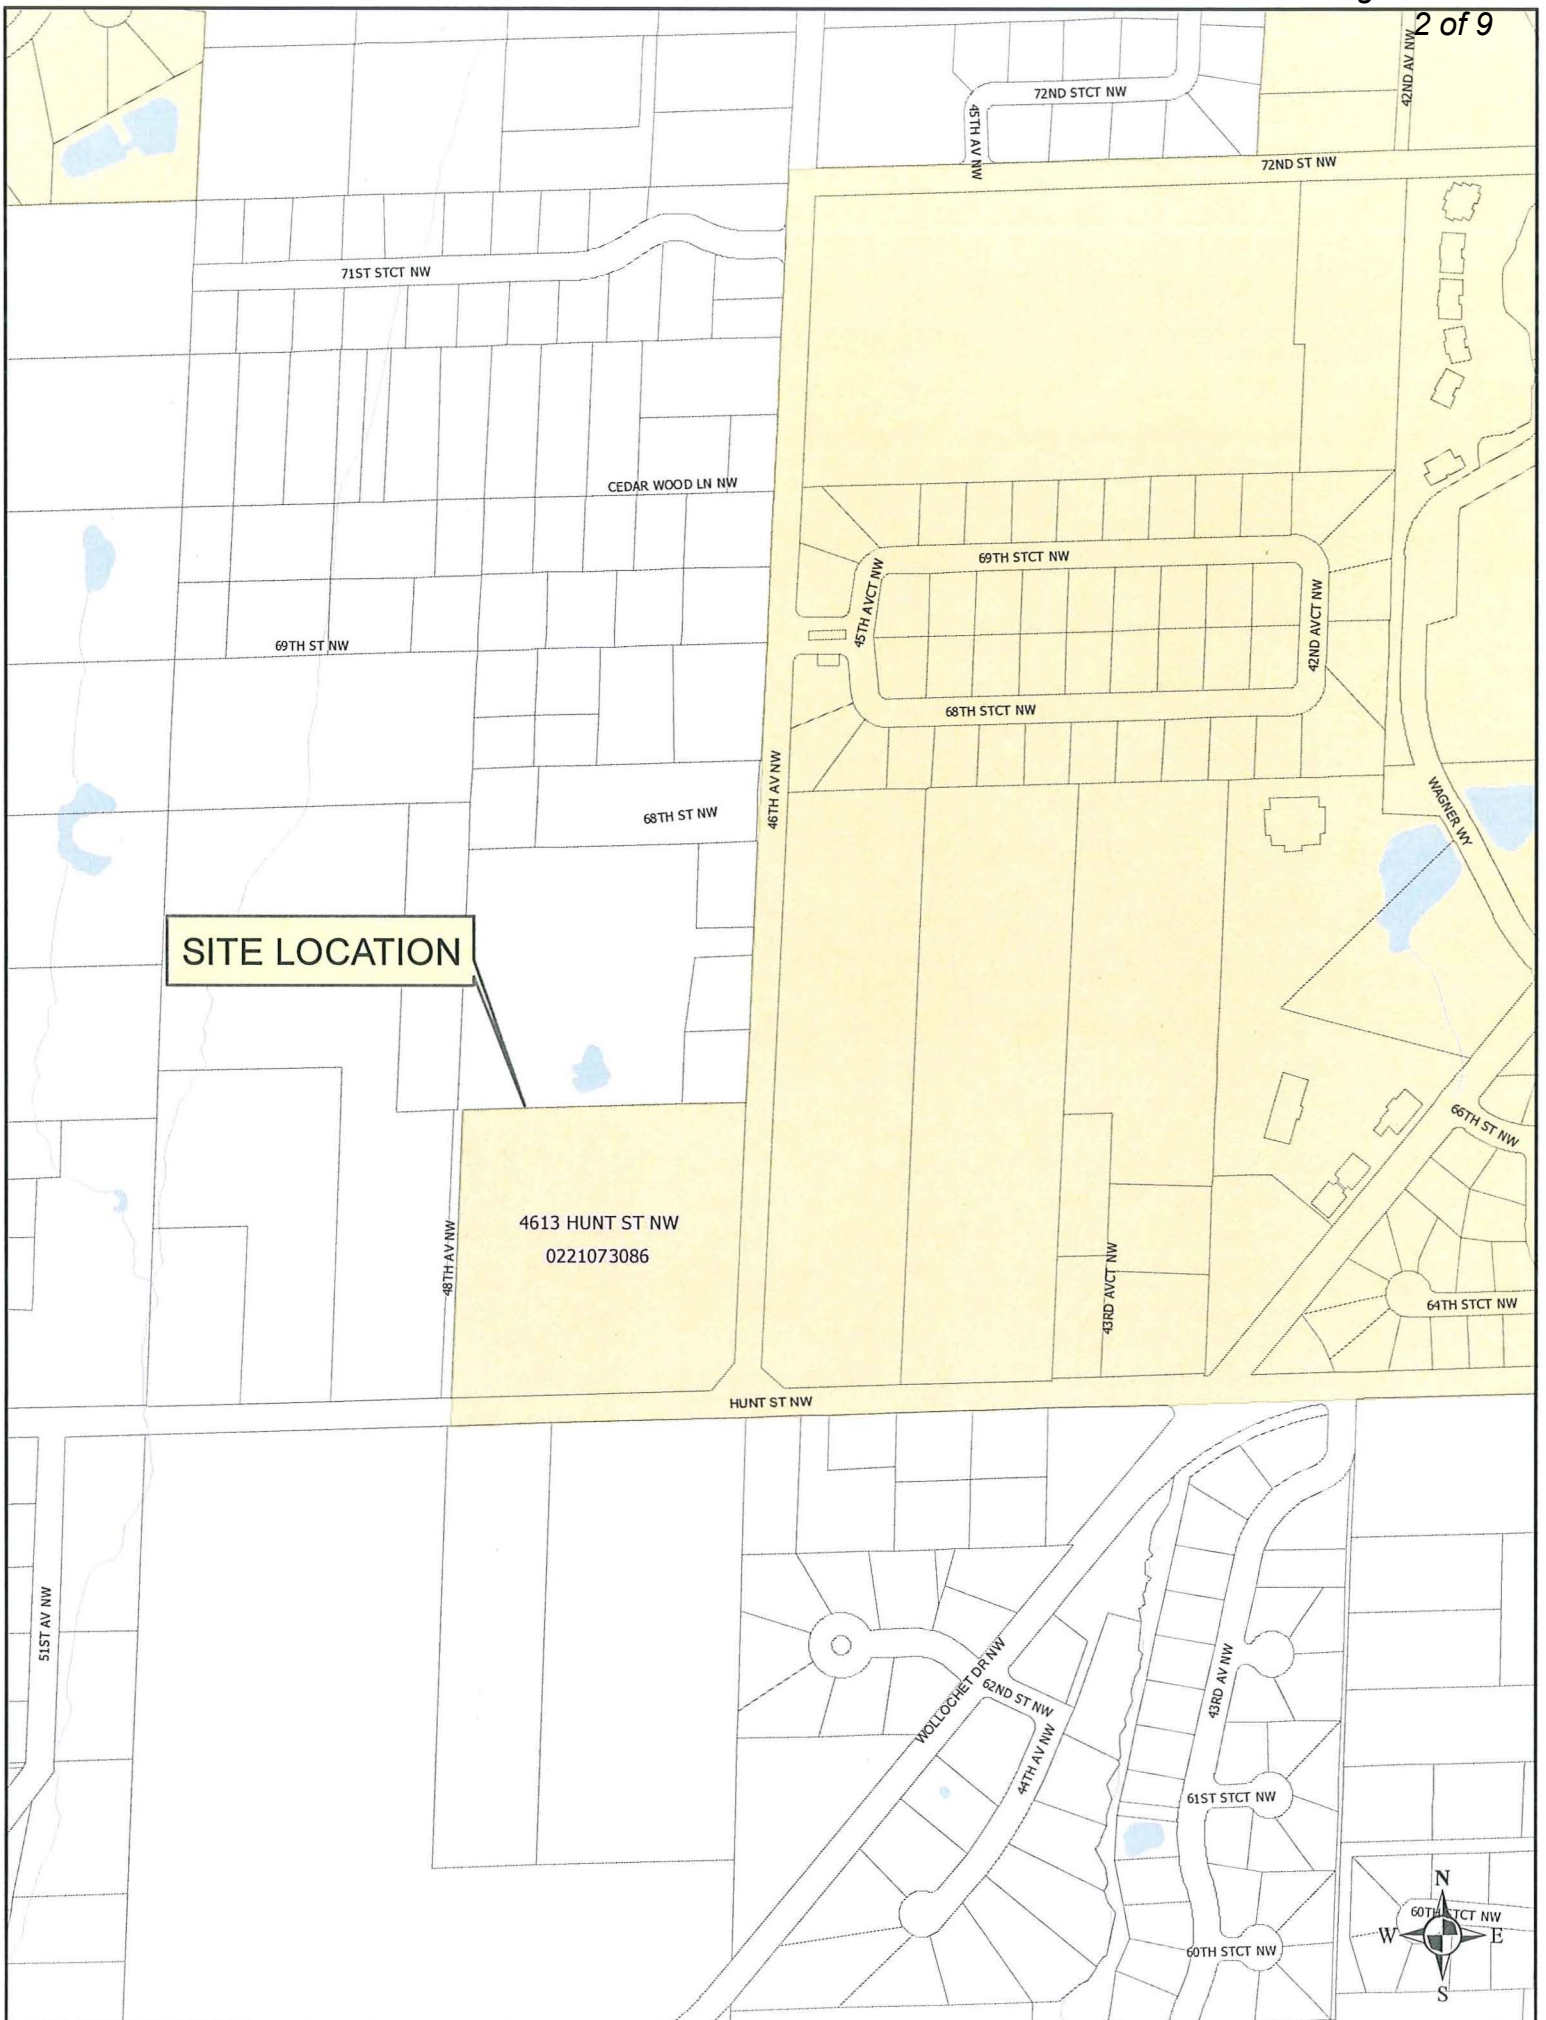 2 of 9
42ND AV NW
72ND STCT NW
45TH AV NW
72ND ST NW
71ST STCT NW
CEDAR WOOD LN NW
69TH STCT NW
45TH AVCT NW
42ND AVCT NW
69TH ST NW
68TH STCT NW
46TH AV NW
68TH ST NW
WAGNER WY
SITE LOCATION
66TH ST NW
4613 HUNT ST NW
0221073086
48TH AV NW
43RD AVCT NW
64TH STCT NW
HUNT ST NW
51ST AV NW
WOLLOCHET DR NW
62ND ST NW
43RD AV NW
44TH AV NW
61ST STCT NW
60TH STCT NW
60TH STCT NW
N
W
E
S